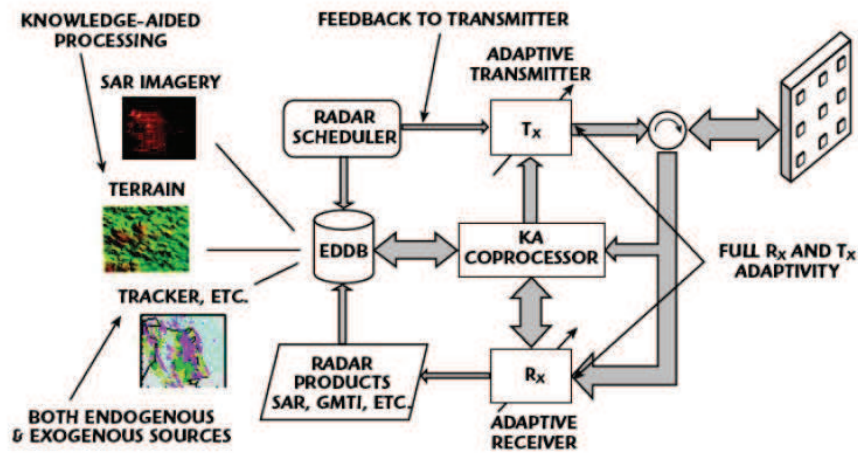 KNOWLEDGE-AIDED
PROCESSING
SAR IMAGERY
TERRAIN
TRACKER, ETC.
BOTH ENDOGENOUS
& EXOGENOUS SOURCES
FEEDBACK TO TRANSMITTER
RADAR
SCHEDULER
EDDB
RADAR
PRODUCTS
SAR, GMTI, ETC.
ADAPTIVE
TRANSMITTER
TX
KA
COPROCESSOR
RX
ADAPTIVE
RECEIVER
FULL RX AND TX
ADAPTIVITY